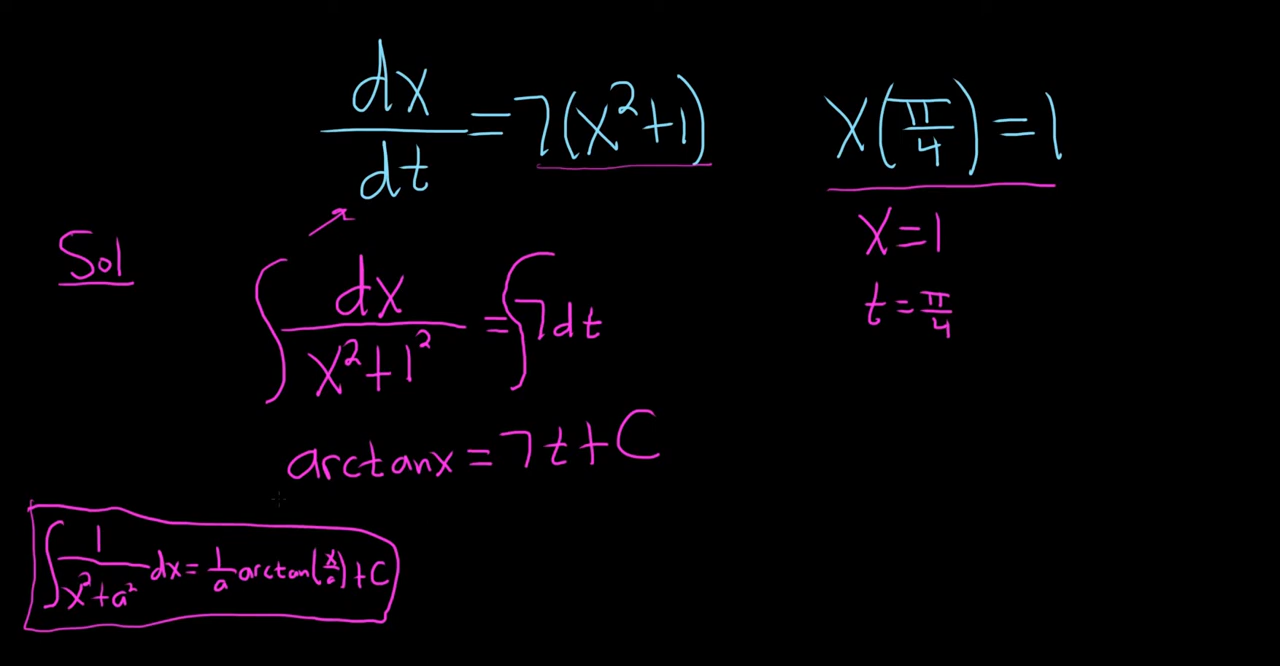 dx/dt = 7(x² + 1)    x(π/4) = 1
x = 1
Sol
∫ dx/(x² + 1²) = ∫ 7dt
t = π/4
arctanx = 7t + C
∫ 1/(x² + a²) dx = 1/a arctan(x/a) + C